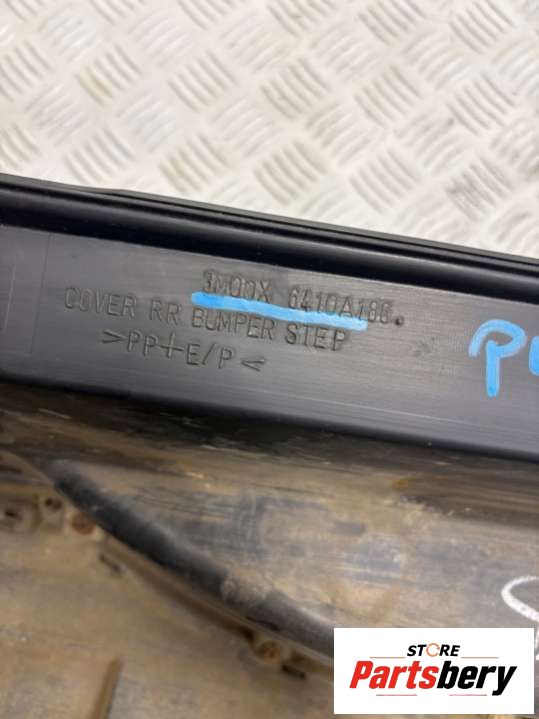 3M00X 6410A186.
COVER RR BUMPER STEP
>PP+E/P<
STORE
Partsbery